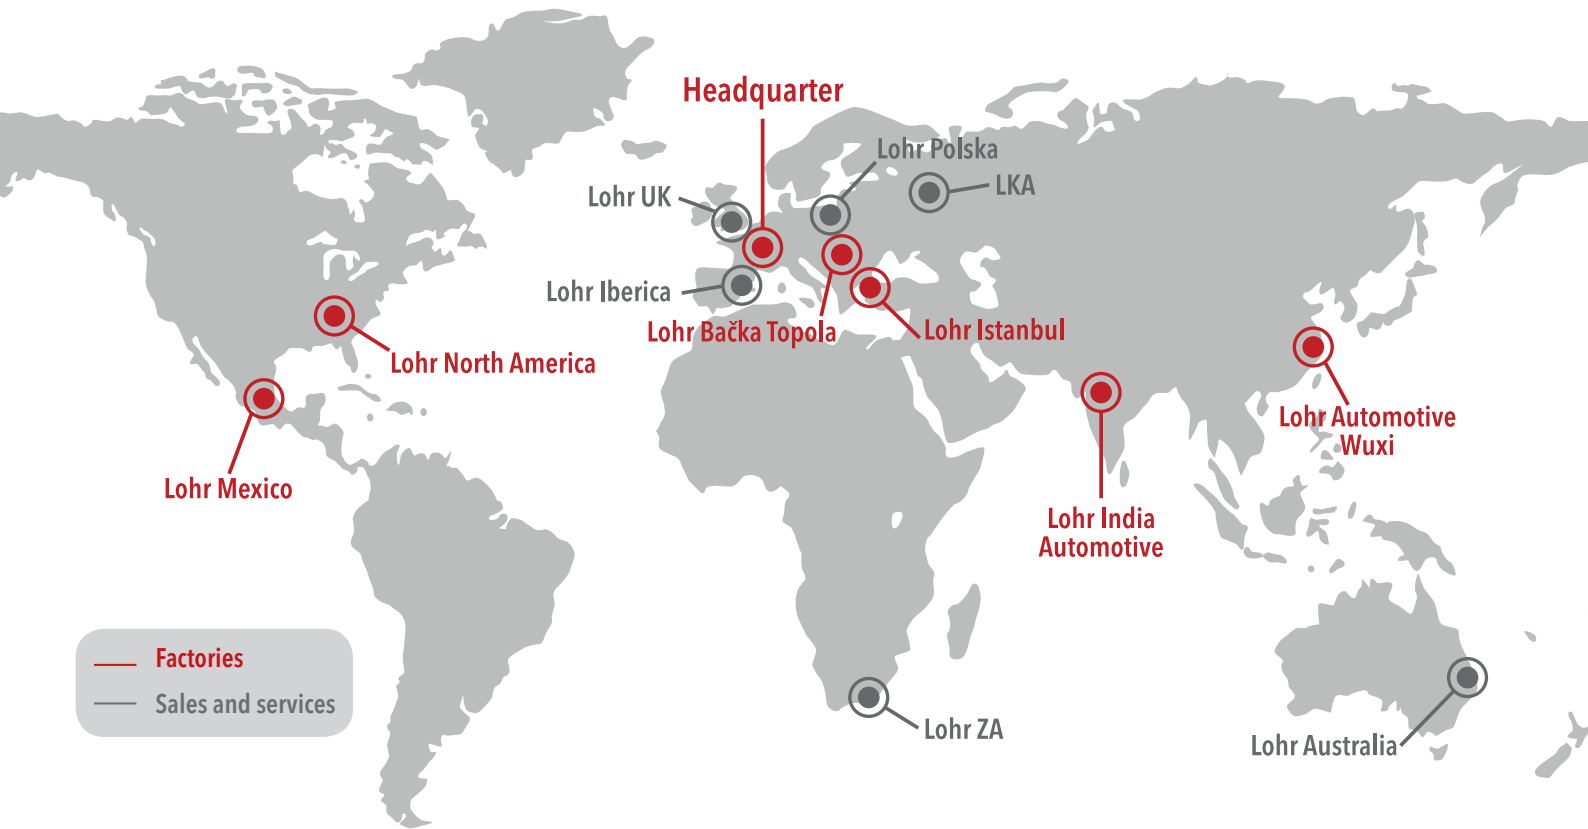 Headquarter
Lohr Polska
LKA
Lohr UK
Lohr Iberica
Lohr Bačka Topola
Lohr Istanbul
Lohr North America
Lohr Automotive
Wuxi
Lohr Mexico
Lohr India
Automotive
Factories
Sales and services
Lohr ZA
Lohr Australia